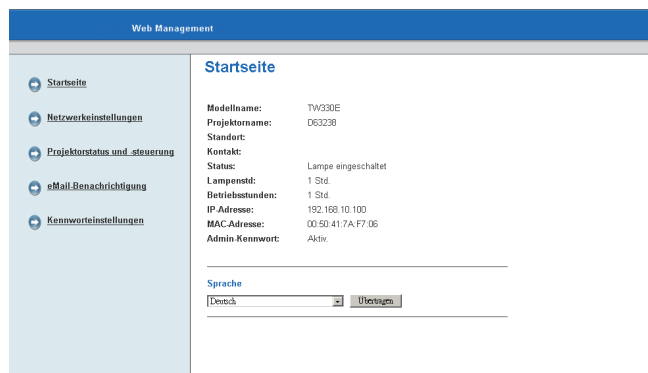 Web Management
Startseite
Netzwerkeinstellungen
Projektorstatus und -steuerung
eMail-Benachrichtigung
Kennworteinstellungen
Startseite
Modellname: TW330E
Projektorname: D63238
Standort:
Kontakt:
Status: Lampe eingeschaltet
Lampenstd: 1 Std.
Betriebsstunden: 1 Std.
IP-Adresse: 192.168.10.100
MAC-Adresse: 00:50:41:7A:F7:06
Admin-Kennwort: Aktiv.
Sprache
Deutsch Übertragen